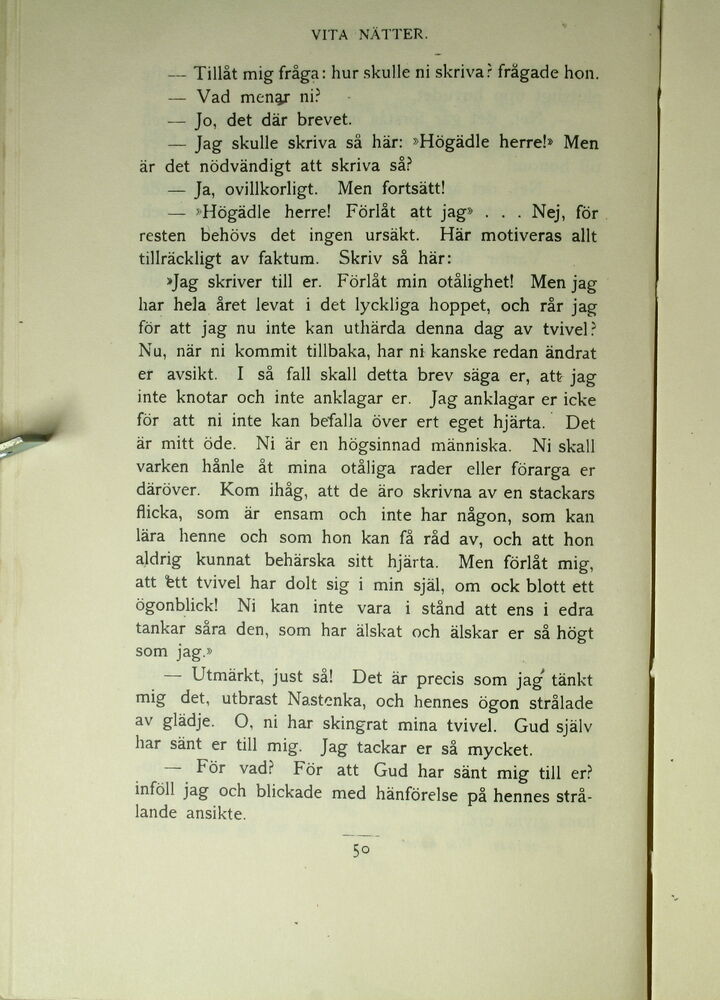 VITA NÄTTER.
— Tillåt mig fråga: hur skulle ni skriva? frågade hon.
— Vad menar ni?
— Jo, det där brevet.
— Jag skulle skriva så här: »Högädle herre!» Men
är det nödvändigt att skriva så?
— Ja, ovillkorligt. Men fortsätt!
— »Högädle herre! Förlåt att jag» . . . Nej, för
resten behövs det ingen ursäkt. Här motiveras allt
tillräckligt av faktum. Skriv så här:
»Jag skriver till er. Förlåt min otålighet! Men jag
har hela året levat i det lyckliga hoppet, och rår jag
för att jag nu inte kan uthärda denna dag av tvivel?
Nu, när ni kommit tillbaka, har ni kanske redan ändrat
er avsikt. I så fall skall detta brev säga er, att jag
inte knotar och inte anklagar er. Jag anklagar er icke
för att ni inte kan befalla över ert eget hjärta. Det
är mitt öde. Ni är en högsinnad människa. Ni skall
varken hånle åt mina otåliga rader eller förarga er
däröver. Kom ihåg, att de äro skrivna av en stackars
flicka, som är ensam och inte har någon, som kan
lära henne och som hon kan få råd av, och att hon
aldrig kunnat behärska sitt hjärta. Men förlåt mig,
att ett tvivel har dolt sig i min själ, om ock blott ett
ögonblick! Ni kan inte vara i stånd att ens i edra
tankar såra den, som har älskat och älskar er så högt
som jag.»
— Utmärkt, just så! Det är precis som jag tänkt
mig det, utbrast Nastenka, och hennes ögon strålade
av glädje. O, ni har skingrat mina tvivel. Gud själv
har sänt er till mig. Jag tackar er så mycket.
— För vad? För att Gud har sänt mig till er?
inföll jag och blickade med hänförelse på hennes strå-
lande ansikte.
50